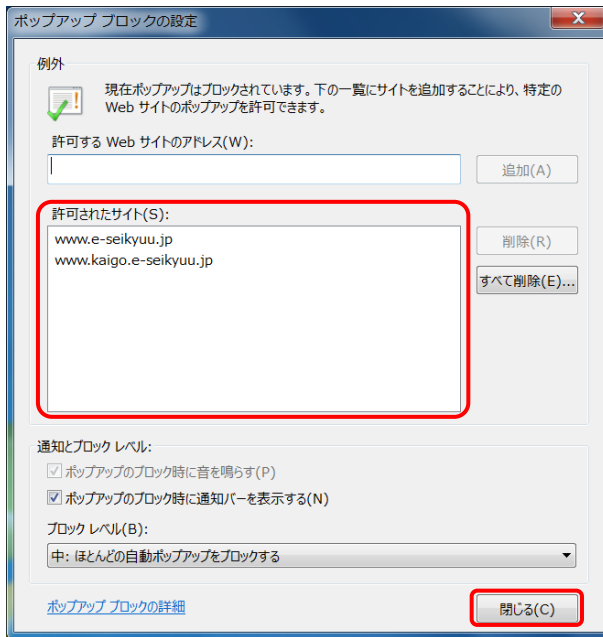 ポップアップ ブロックの設定
例外
現在ポップアップはブロックされています。下の一覧にサイトを追加することにより、特定の
Web サイトのポップアップを許可できます。
許可する Web サイトのアドレス(W):
追加(A)
許可されたサイト(S):
www.e-seikyuu.jp
www.kaigo.e-seikyuu.jp
削除(R)
すべて削除(E)...
通知とブロック レベル:
ポップアップのブロック時に音を鳴らす(P)
ポップアップのブロック時に通知バーを表示する(N)
ブロック レベル(B):
中: ほとんどの自動ポップアップをブロックする
ポップアップ ブロックの詳細
閉じる(C)